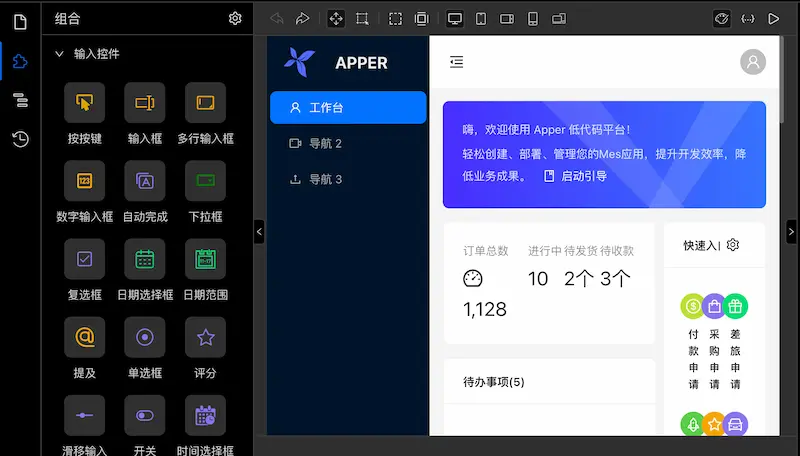 组合
输入控件
按按键
输入框
多行输入框
123
数字输入框
A
自动完成
下拉框
复选框
日期选择框
日期范围
提及
单选框
评分
滑移输入
开关
时间选择框
APPER
工作台
导航 2
导航 3
嗨，欢迎使用 Apper 低代码平台！
轻松创建、部署、管理您的Mes应用，提升开发效率，降
低业务成果。 启动引导
订单总数
1,128
进行中 待发货 待收款
10 2个 3个
快速入
付款申请
采购申请
差旅申请
待办事项(5)